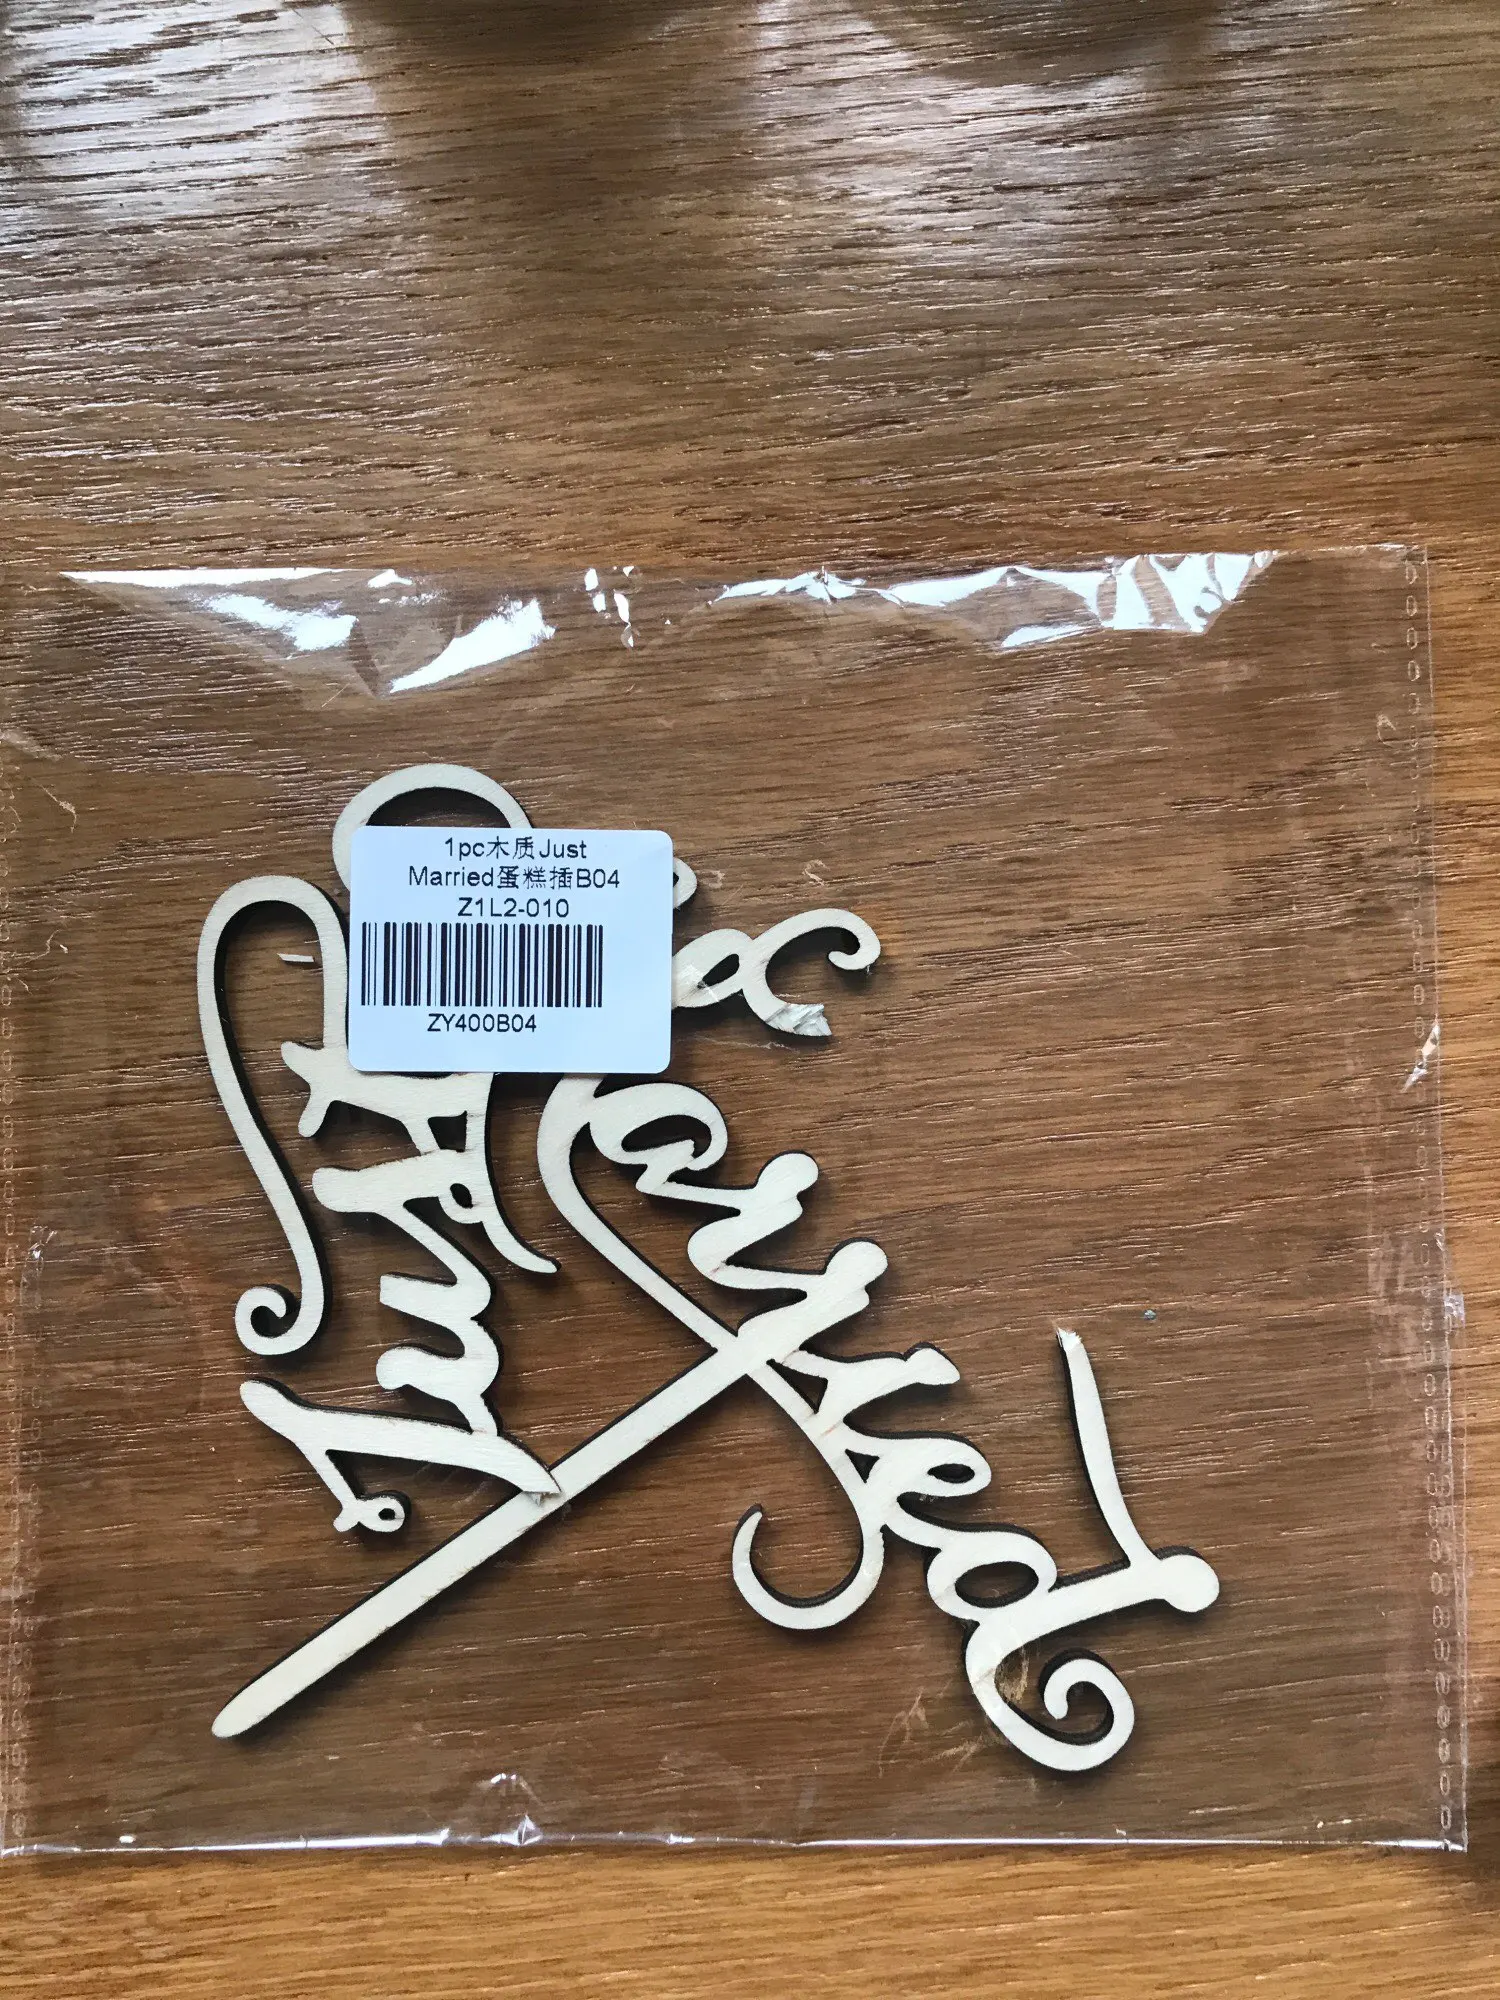 1pc木质Just
Married蛋糕插B04
Z1L2-010
ZY400B04
Just
Married